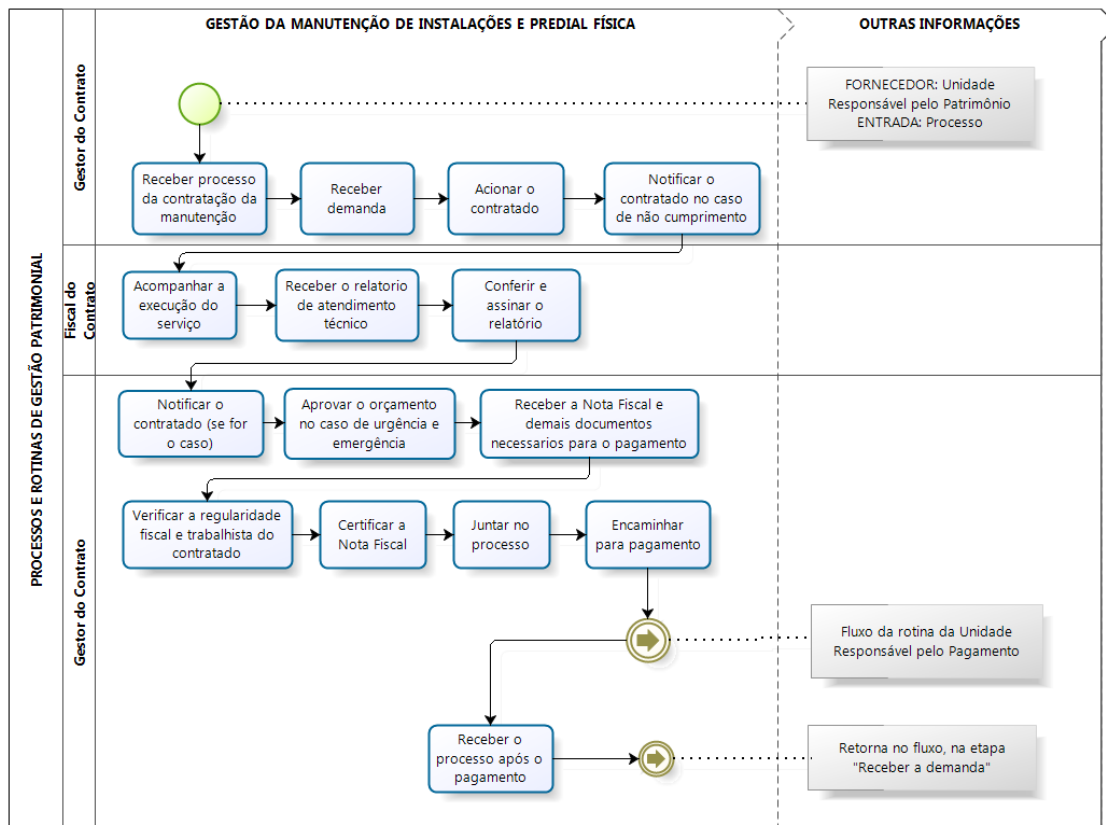 GESTÃO DA MANUTENÇÃO DE INSTALAÇÕES E PREDIAL FÍSICA
OUTRAS INFORMAÇÕES
PROCESSOS E ROTINAS DE GESTÃO PATRIMONIAL
Gestor do Contrato
FORNECEDOR: Unidade
Responsável pelo Patrimônio
ENTRADA: Processo
Receber processo
da contratação da
manutenção
Receber
demanda
Acionar o
contratado
Notificar o
contratado no caso
de não cumprimento
Fiscal do
Contrato
Acompanhar a
execução do
serviço
Receber o relatorio
de atendimento
técnico
Conferir e
assinar o
relatório
Gestor do Contrato
Notificar o
contratado (se for
o caso)
Aprovar o orçamento
no caso de urgência e
emergência
Receber a Nota Fiscal e
demais documentos
necessarios para o pagamento
Verificar a regularidade
fiscal e trabalhista do
contratado
Certificar a
Nota Fiscal
Juntar no
processo
Encaminhar
para pagamento
Fluxo da rotina da Unidade
Responsável pelo Pagamento
Receber o
processo após o
pagamento
Retorna no fluxo, na etapa
"Receber a demanda"